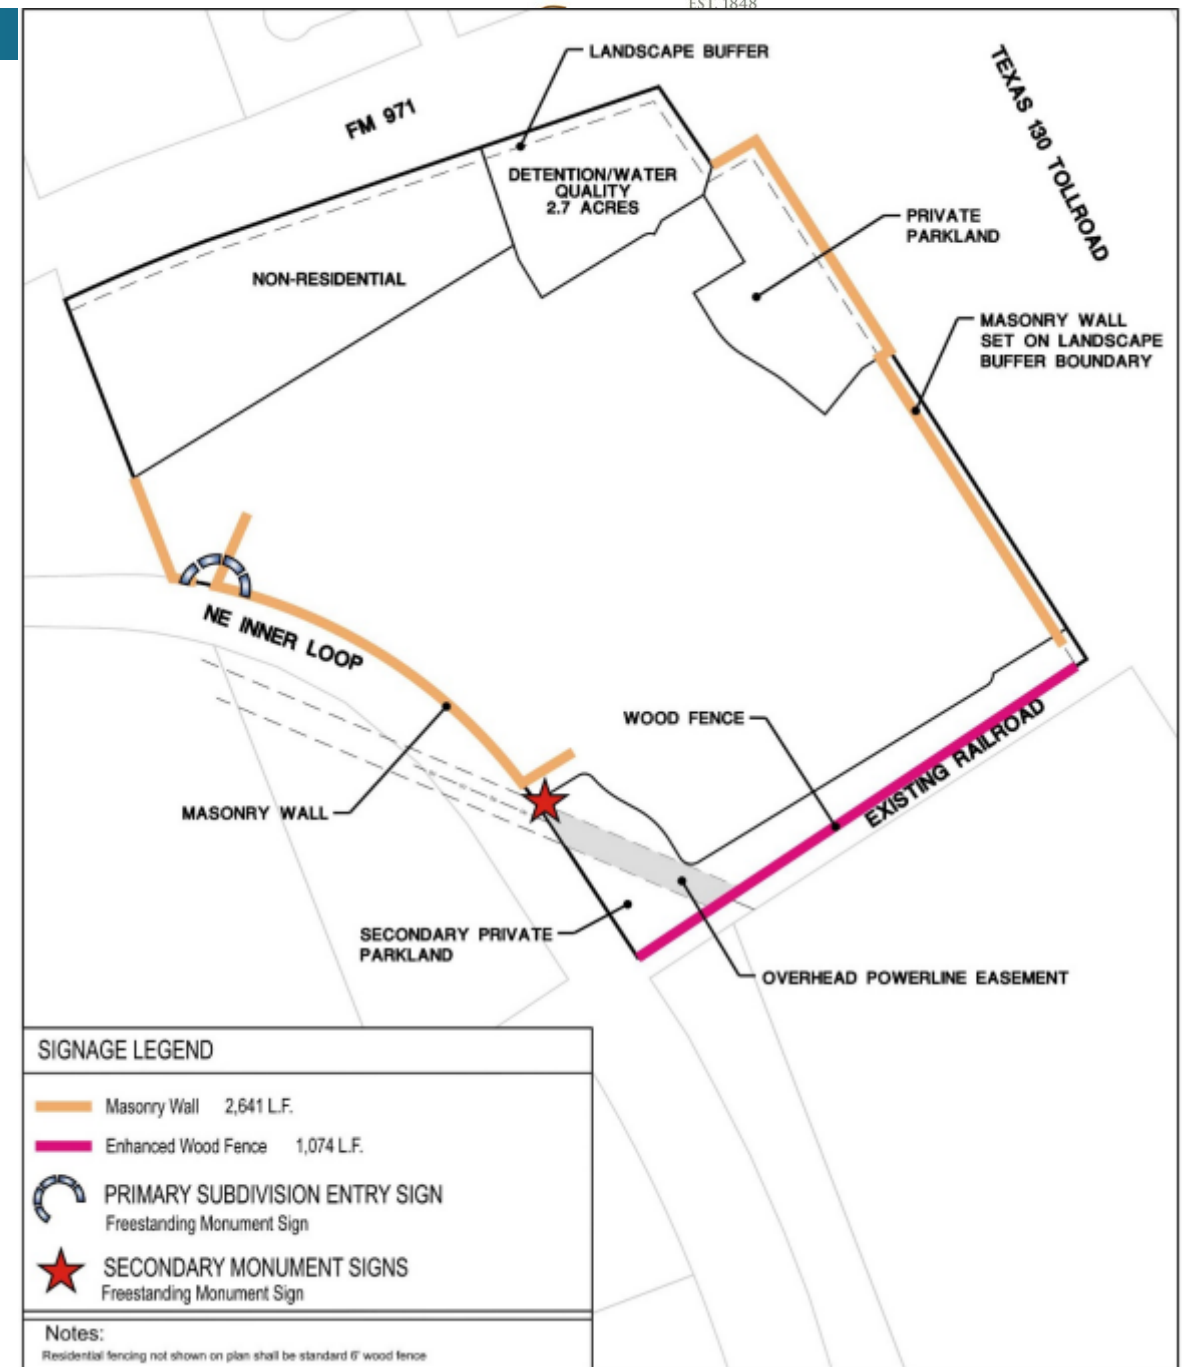 EST. 1848
LANDSCAPE BUFFER
TEXAS 130 TOLLROAD
FM 971
DETENTION/WATER
QUALITY
2.7 ACRES
PRIVATE
PARKLAND
NON-RESIDENTIAL
MASONRY WALL
SET ON LANDSCAPE
BUFFER BOUNDARY
NE INNER LOOP
WOOD FENCE
EXISTING RAILROAD
MASONRY WALL
SECONDARY PRIVATE
PARKLAND
OVERHEAD POWERLINE EASEMENT
SIGNAGE LEGEND
Masonry Wall 2,641 L.F.
Enhanced Wood Fence 1,074 L.F.
PRIMARY SUBDIVISION ENTRY SIGN
Freestanding Monument Sign
SECONDARY MONUMENT SIGNS
Freestanding Monument Sign
Notes:
Residential fencing not shown on plan shall be standard 6' wood fence